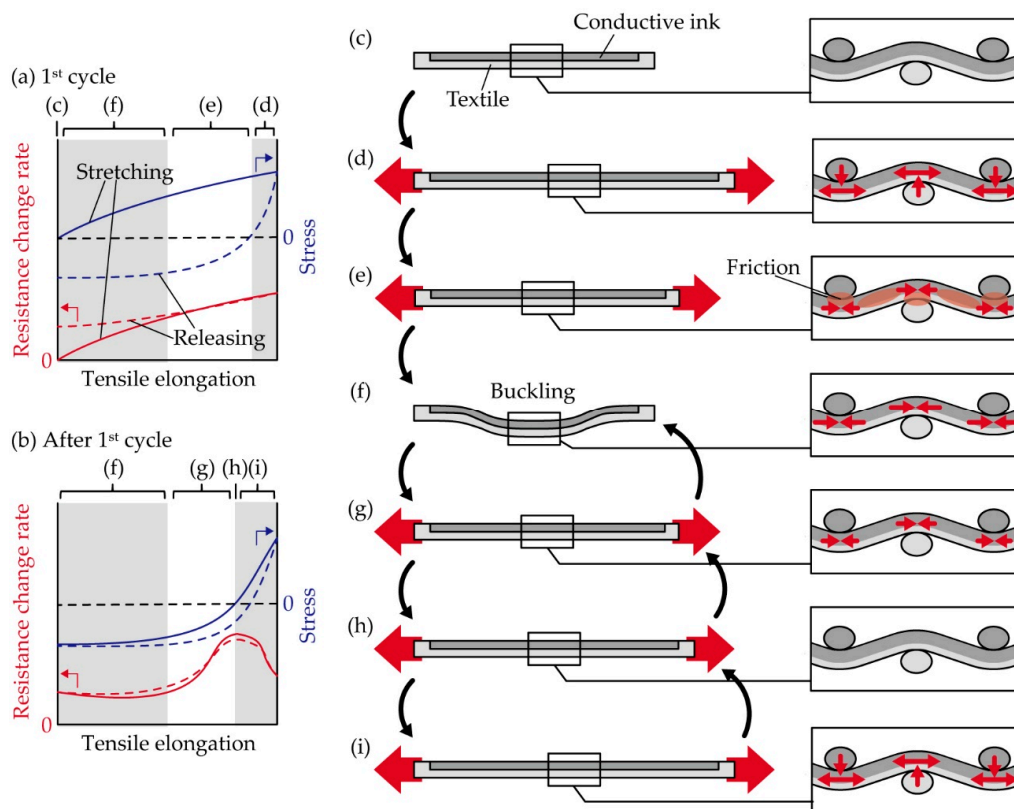 (a) 1st cycle
(c) (f) (e) (d)
Stretching
Releasing
Resistance change rate
0
0
Stress
Tensile elongation
(b) After 1st cycle
(f) (g) (h) (i)
Resistance change rate
0
0
Stress
Tensile elongation
(c)
Conductive ink
Textile
(d)
(e)
Friction
(f)
Buckling
(g)
(h)
(i)